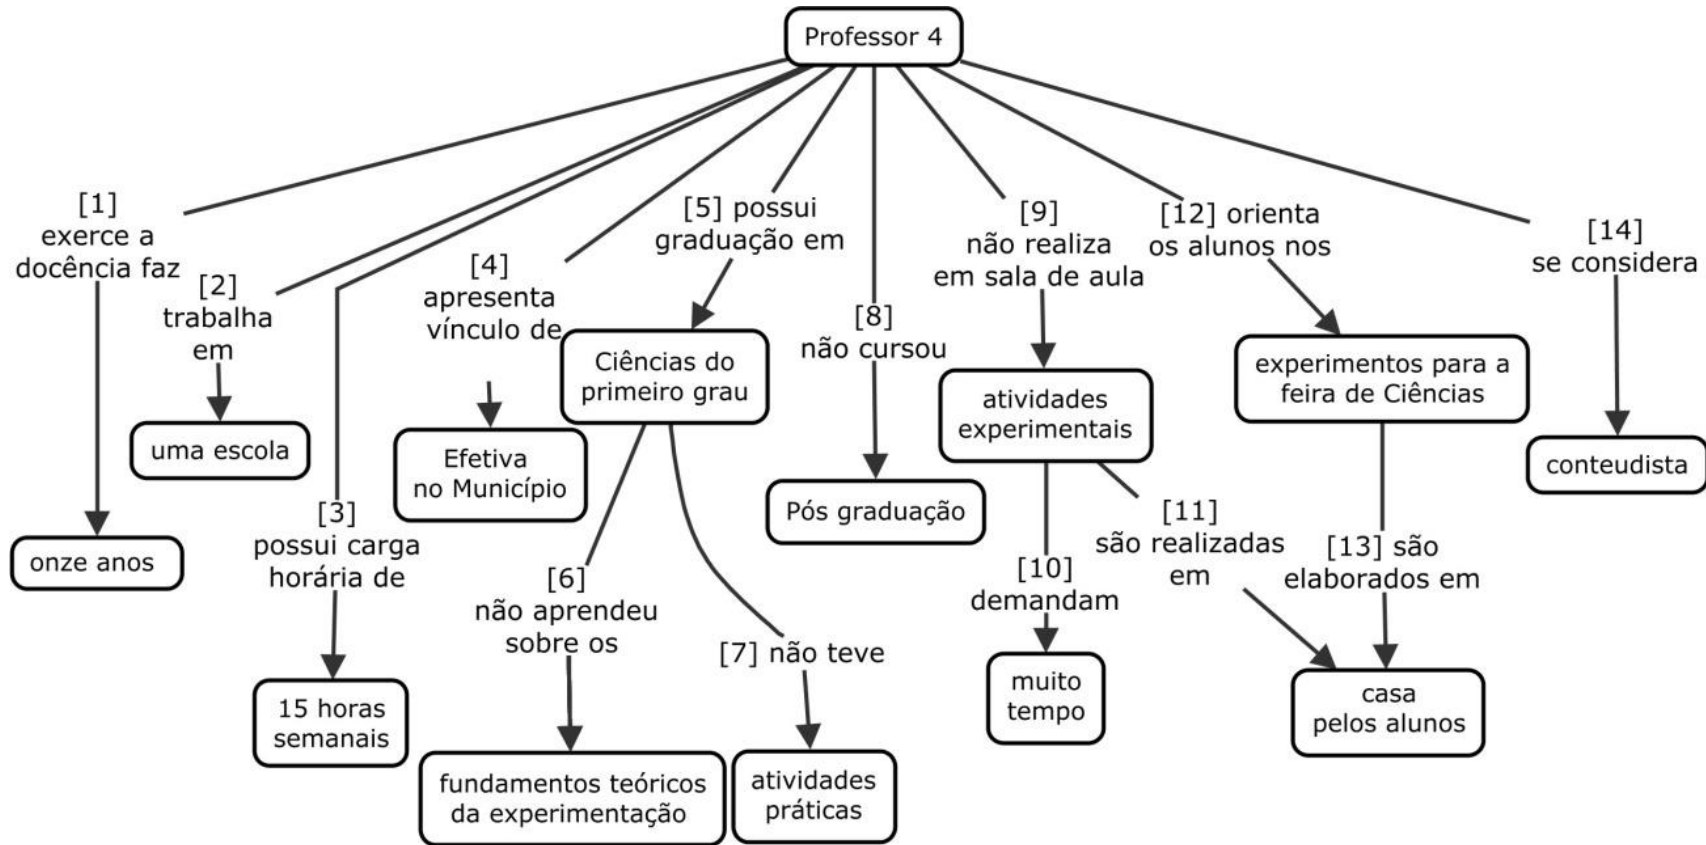 Professor 4
[1]
exerce a
docência faz
onze anos
[2]
trabalha
em
uma escola
[3]
possui carga
horária de
15 horas
semanais
[4]
apresenta
vínculo de
Efetiva
no Município
[5] possui
graduação em
Ciências do
primeiro grau
[6]
não aprendeu
sobre os
fundamentos teóricos
da experimentação
[7] não teve
atividades
práticas
[8]
não cursou
Pós graduação
[9]
não realiza
em sala de aula
atividades
experimentais
[10]
demandam
muito
tempo
[11]
são realizadas
em
casa
pelos alunos
[12] orienta
os alunos nos
experimentos para a
feira de Ciências
[13] são
elaborados em
[14]
se considera
conteudista